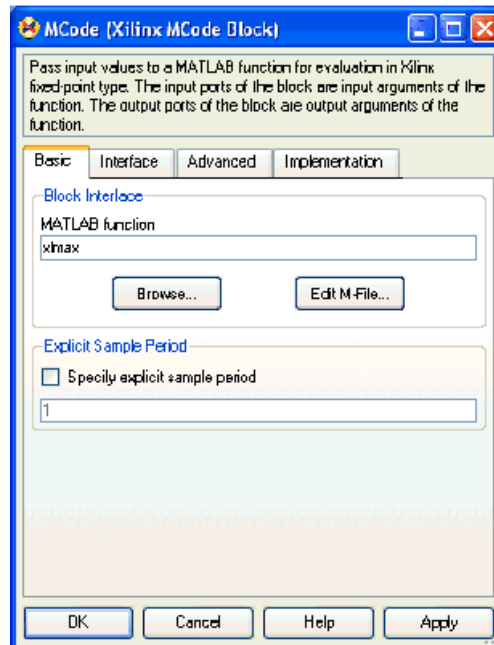 MCode (Xilinx MCode Block)
Pass input values to a MATLAB function for evaluation in Xilinx
fixed-point type. The input ports of the block are input arguments of the
function. The output ports of the block are output arguments of the
function.
Basic Interface Advanced Implementation
Block Interface
MATLAB function
xlmax
Browse... Edit M-File...
Explicit Sample Period
Specify explicit sample period
1
OK Cancel Help Apply